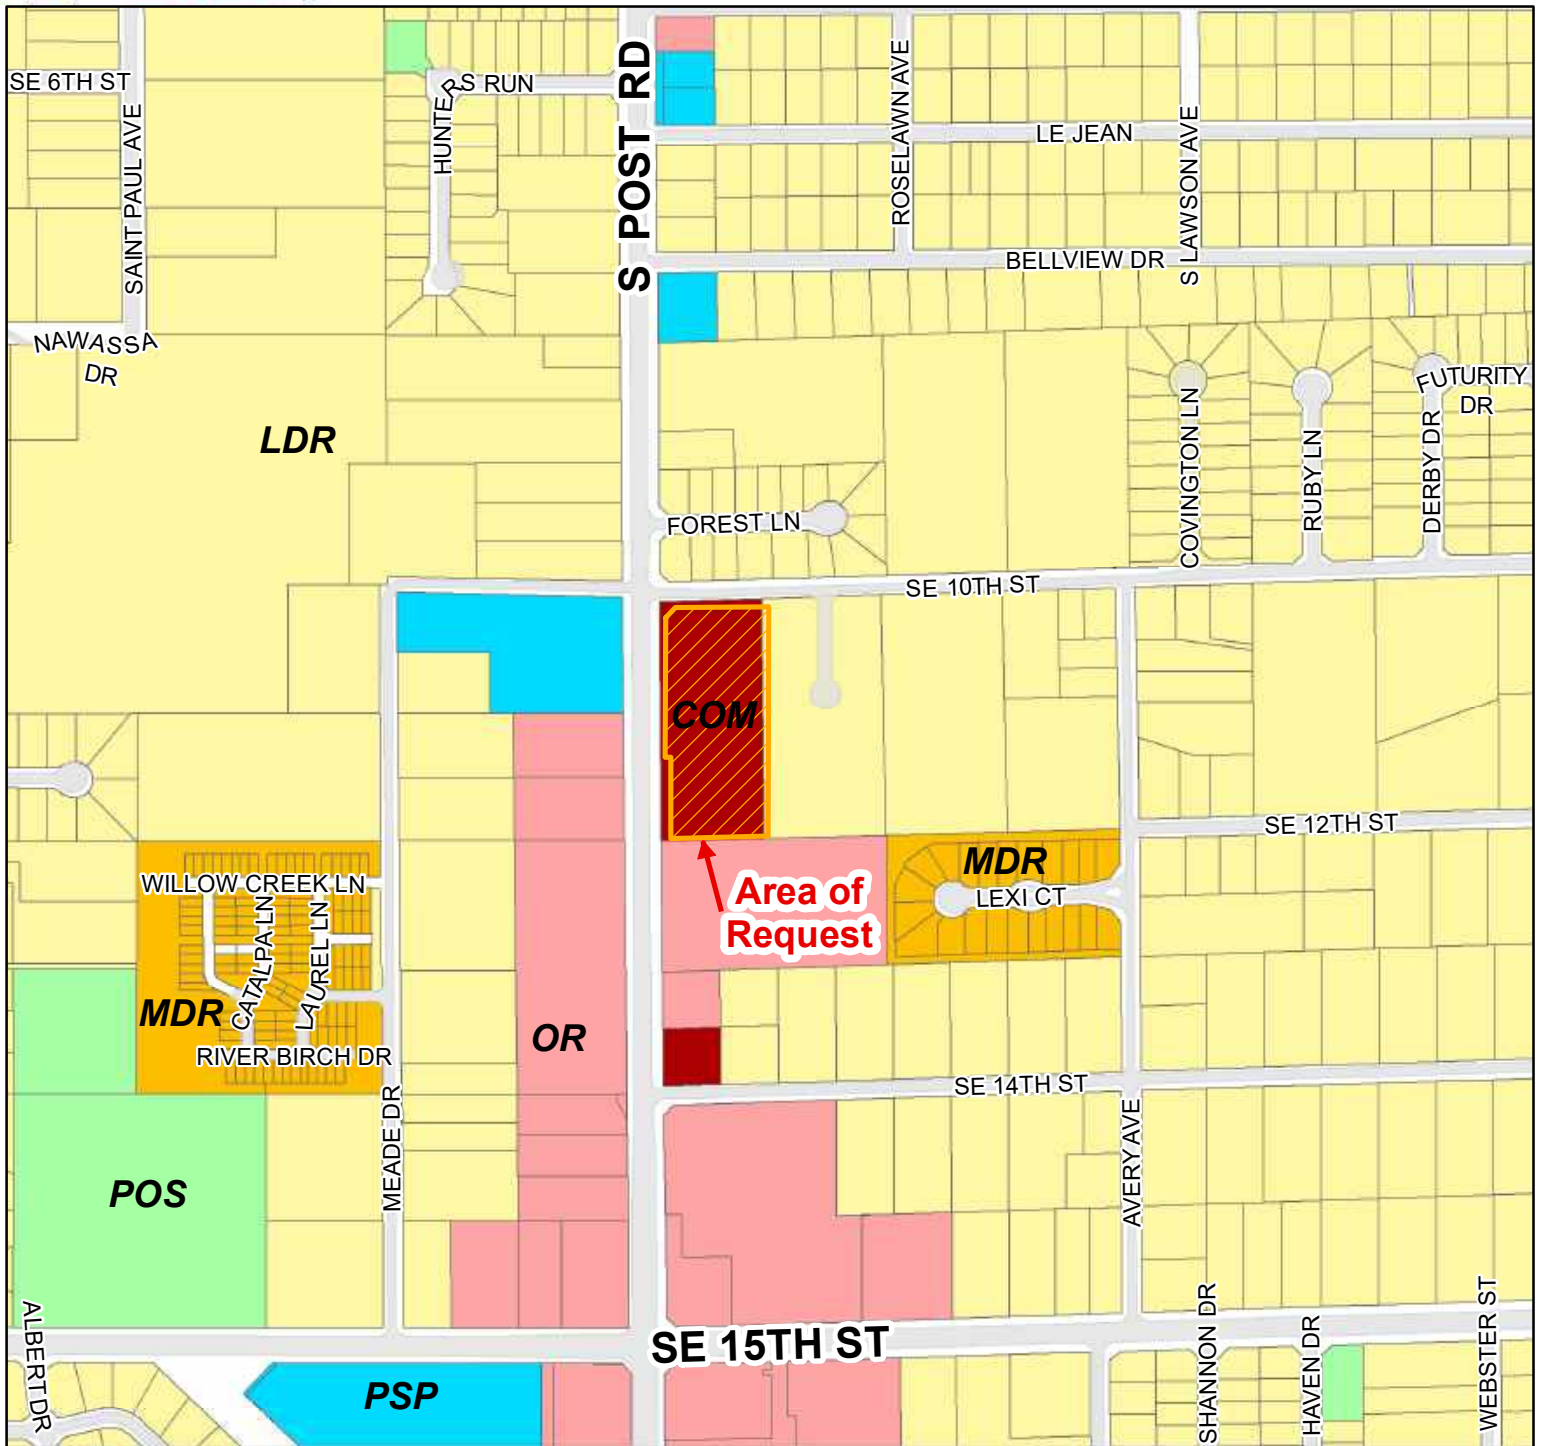 SE 6TH ST
SAINT PAUL AVE
HUNTERS RUN
S POST RD
ROSELAWN AVE
LE JEAN
S LAWSON AVE
BELLVIEW DR
NAWASSA
DR
LDR
COVINGTON LN
RUBY LN
DERBY DR
FUTURITY
DR
FOREST LN
SE 10TH ST
COM
SE 12TH ST
WILLOW CREEK LN
CATALPA LN
LAUREL LN
MDR
RIVER BIRCH DR
MDR
LEXI CT
Area of
Request
OR
SE 14TH ST
MEADE DR
AVERY AVE
POS
ALBERT DR
SE 15TH ST
SHANNON DR
HAVEN DR
WEBSTER ST
PSP